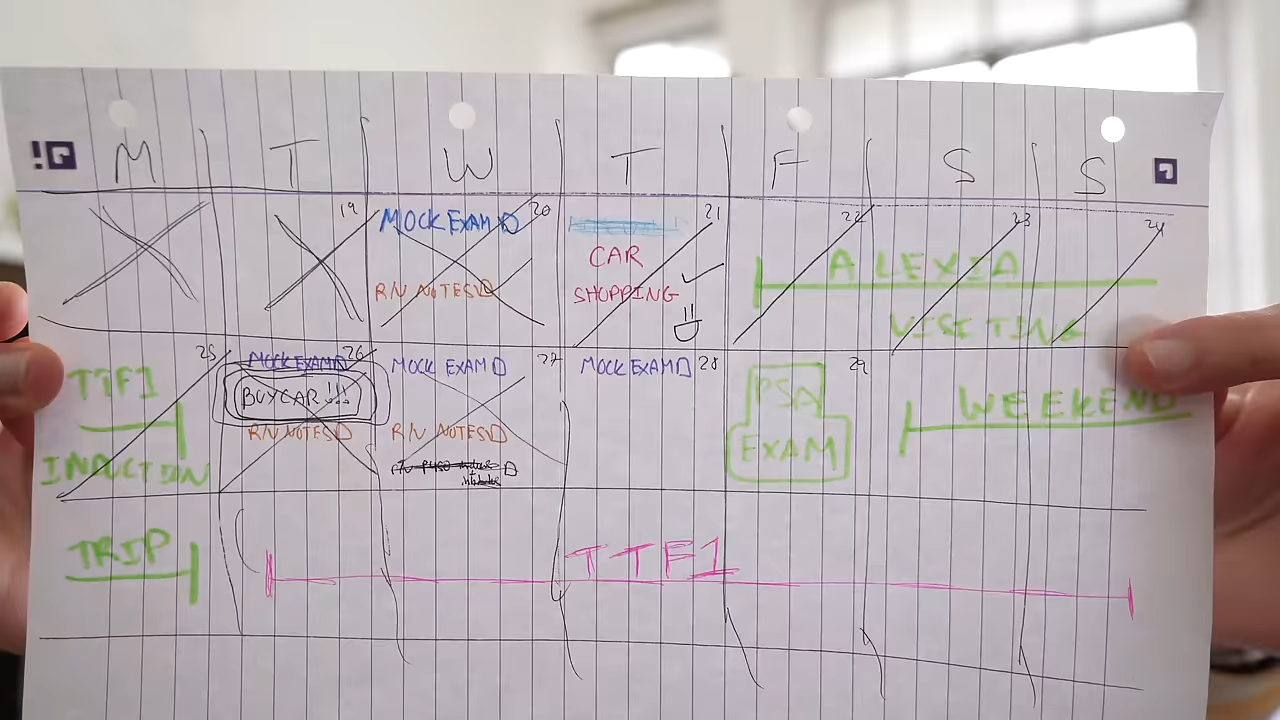 M T W T F S S
19 20 21 22 23 24
MOCK EXAM
R/N NOTES
CAR
SHOPPING
ALEXIA
VISITING
25 26 27 28 29
TTF1
INDUCTION
MOCK EXAM
BUY CAR !!!
R/N NOTES
MOCK EXAM
R/N NOTES
MOCK EXAM
PSA
EXAM
WEEKEND
TRIP
TTF1